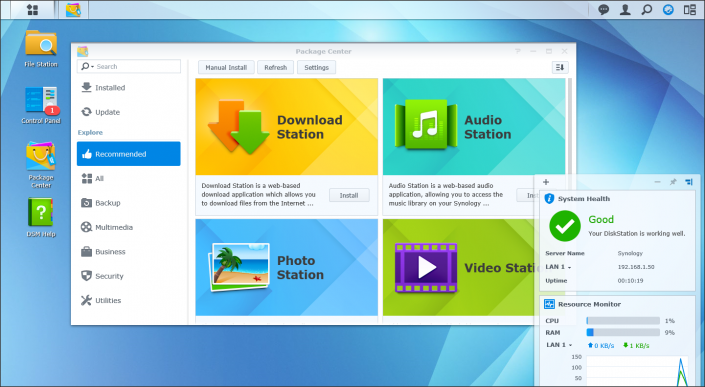 Package Center
File Station
Control Panel
1
Package
Center
DSM Help
Search
Installed
Update
Explore
Recommended
All
Backup
Multimedia
Business
Security
Utilities
Manual Install
Refresh
Settings
Download
Station
Download Station is a web-based
download application which allows you
to download files from the Internet ...
Install
Audio
Station
Audio Station is a web-based audio
application, allowing you to access the
music library on your Synology ...
Photo
Station
Video
System Health
Good
Your DiskStation is working well.
Server Name Synology
LAN 1 192.168.1.50
Uptime 00:10:19
Resource Monitor
CPU 1%
RAM 9%
LAN 1 0 KB/s 1 KB/s
150
100
50